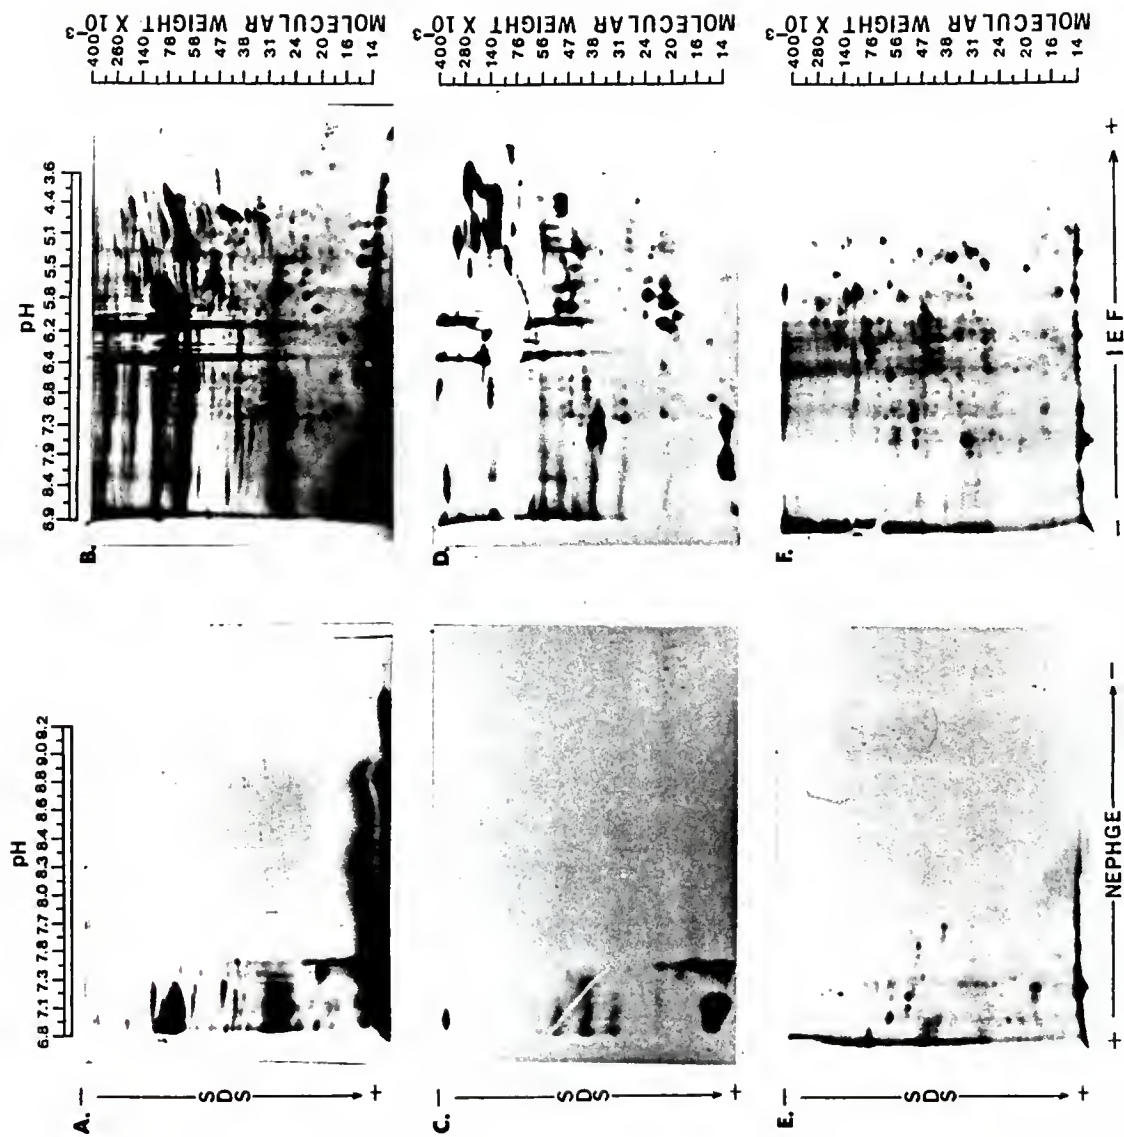 pH
6.8 7.1 7.3 7.8 7.7 8.0 8.3 8.4 8.6 8.8 9.0 9.2
pH
8.9 8.4 7.9 7.3 6.8 6.4 6.2 5.8 5.5 5.1 4.4 3.6
A.
− SDS +
B.
400 260 140 78 58 47 38 31 24 20 16 14
MOLECULAR WEIGHT X 10⁻³
C.
− SDS +
D.
400 280 140 76 56 47 38 31 24 20 16 14
MOLECULAR WEIGHT X 10⁻³
E.
− SDS +
F.
400 280 140 76 56 47 38 31 24 20 16 14
MOLECULAR WEIGHT X 10⁻³
+ NEPHGE −
− IEF +